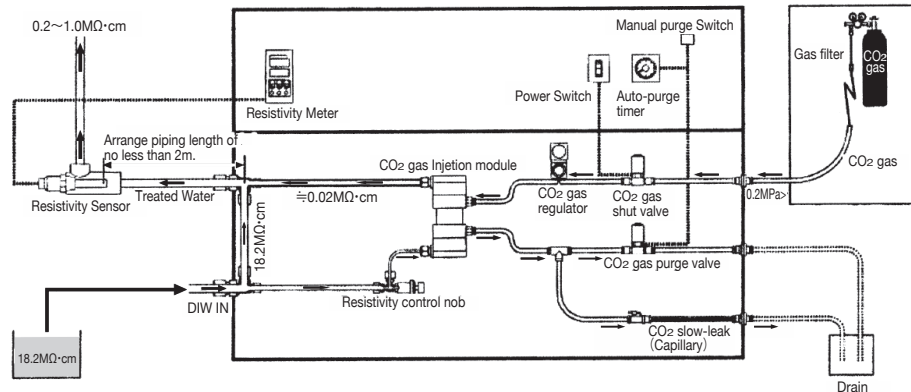 0.2～1.0MΩ·cm
Manual purge Switch
Gas filter
CO2
gas
Resistivity Meter
Power Switch
Auto-purge
timer
Arrange piping length of
no less than 2m.
CO2 gas Injetion module
CO2 gas
Resistivity Sensor
Treated Water
≒0.02MΩ·cm
CO2 gas
regulator
CO2 gas
shut valve
0.2MPa>
18.2MΩ·cm
CO2 gas purge valve
DIW IN
Resistivity control nob
CO2 slow-leak
(Capillary)
18.2MΩ·cm
Drain